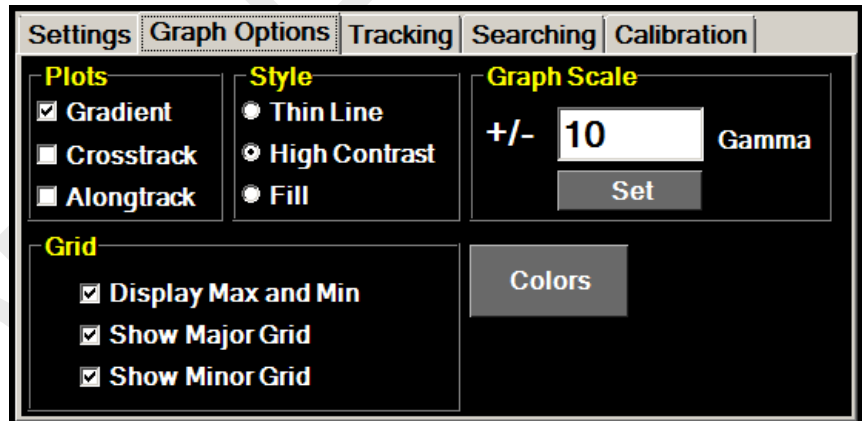 Settings Graph Options Tracking Searching Calibration
Plots
Gradient
Crosstrack
Alongtrack
Style
Thin Line
High Contrast
Fill
Graph Scale
+/- 10 Gamma
Set
Grid
Display Max and Min
Show Major Grid
Show Minor Grid
Colors